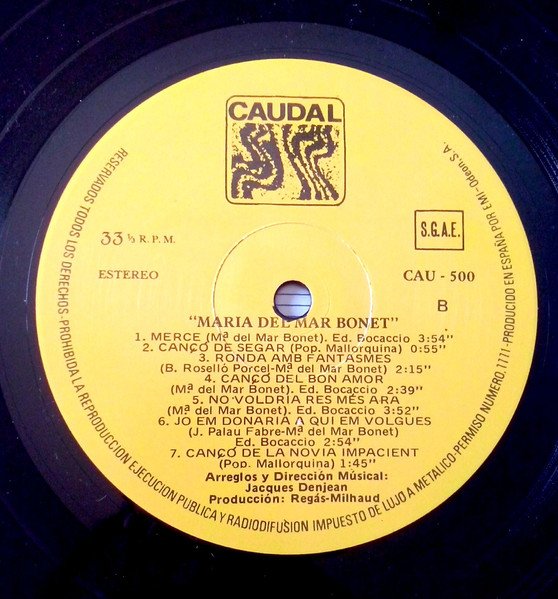 CAUDAL
33 ⅓ R. P. M.
ESTEREO
S.G.A.E.
CAU - 500
B
"MARIA DEL MAR BONET"
1. MERCE (Mª del Mar Bonet). Ed. Bocaccio 3:54"
2. CANÇO DE SEGAR (Pop. Mallorquina) 0:55"
3. RONDA AMB FANTASMES
(B. Roselló Porcel-Mª del Mar Bonet) 2:15"
4. CANÇO DEL BON AMOR
(Mª del Mar Bonet). Ed. Bocaccio 2:39"
5. NO VOLDRIA RES MÉS ARA
(Mª del Mar Bonet). Ed. Bocaccio 3:52"
6. JO EM DONARIA A QUI EM VOLGUES
(J. Palau Fabre-Mª del Mar Bonet)
Ed. Bocaccio 2:54"
7. CANÇO DE LA NOVIA IMPACIENT
(Pop. Mallorquina) 1:45"
Arreglos y Dirección Músical:
Jacques Denjean
Producción: Regás-Milhaud
RESERVADOS TODOS LOS DERECHOS-PROHIBIDA LA REPRODUCCION EJECUCION PUBLICA Y RADIODIFUSION IMPUESTO DE LUJO A METALICO-PERMISO NUMERO 1.171-PRODUCIDO EN ESPAÑA POR EMI-Odeon, S. A.